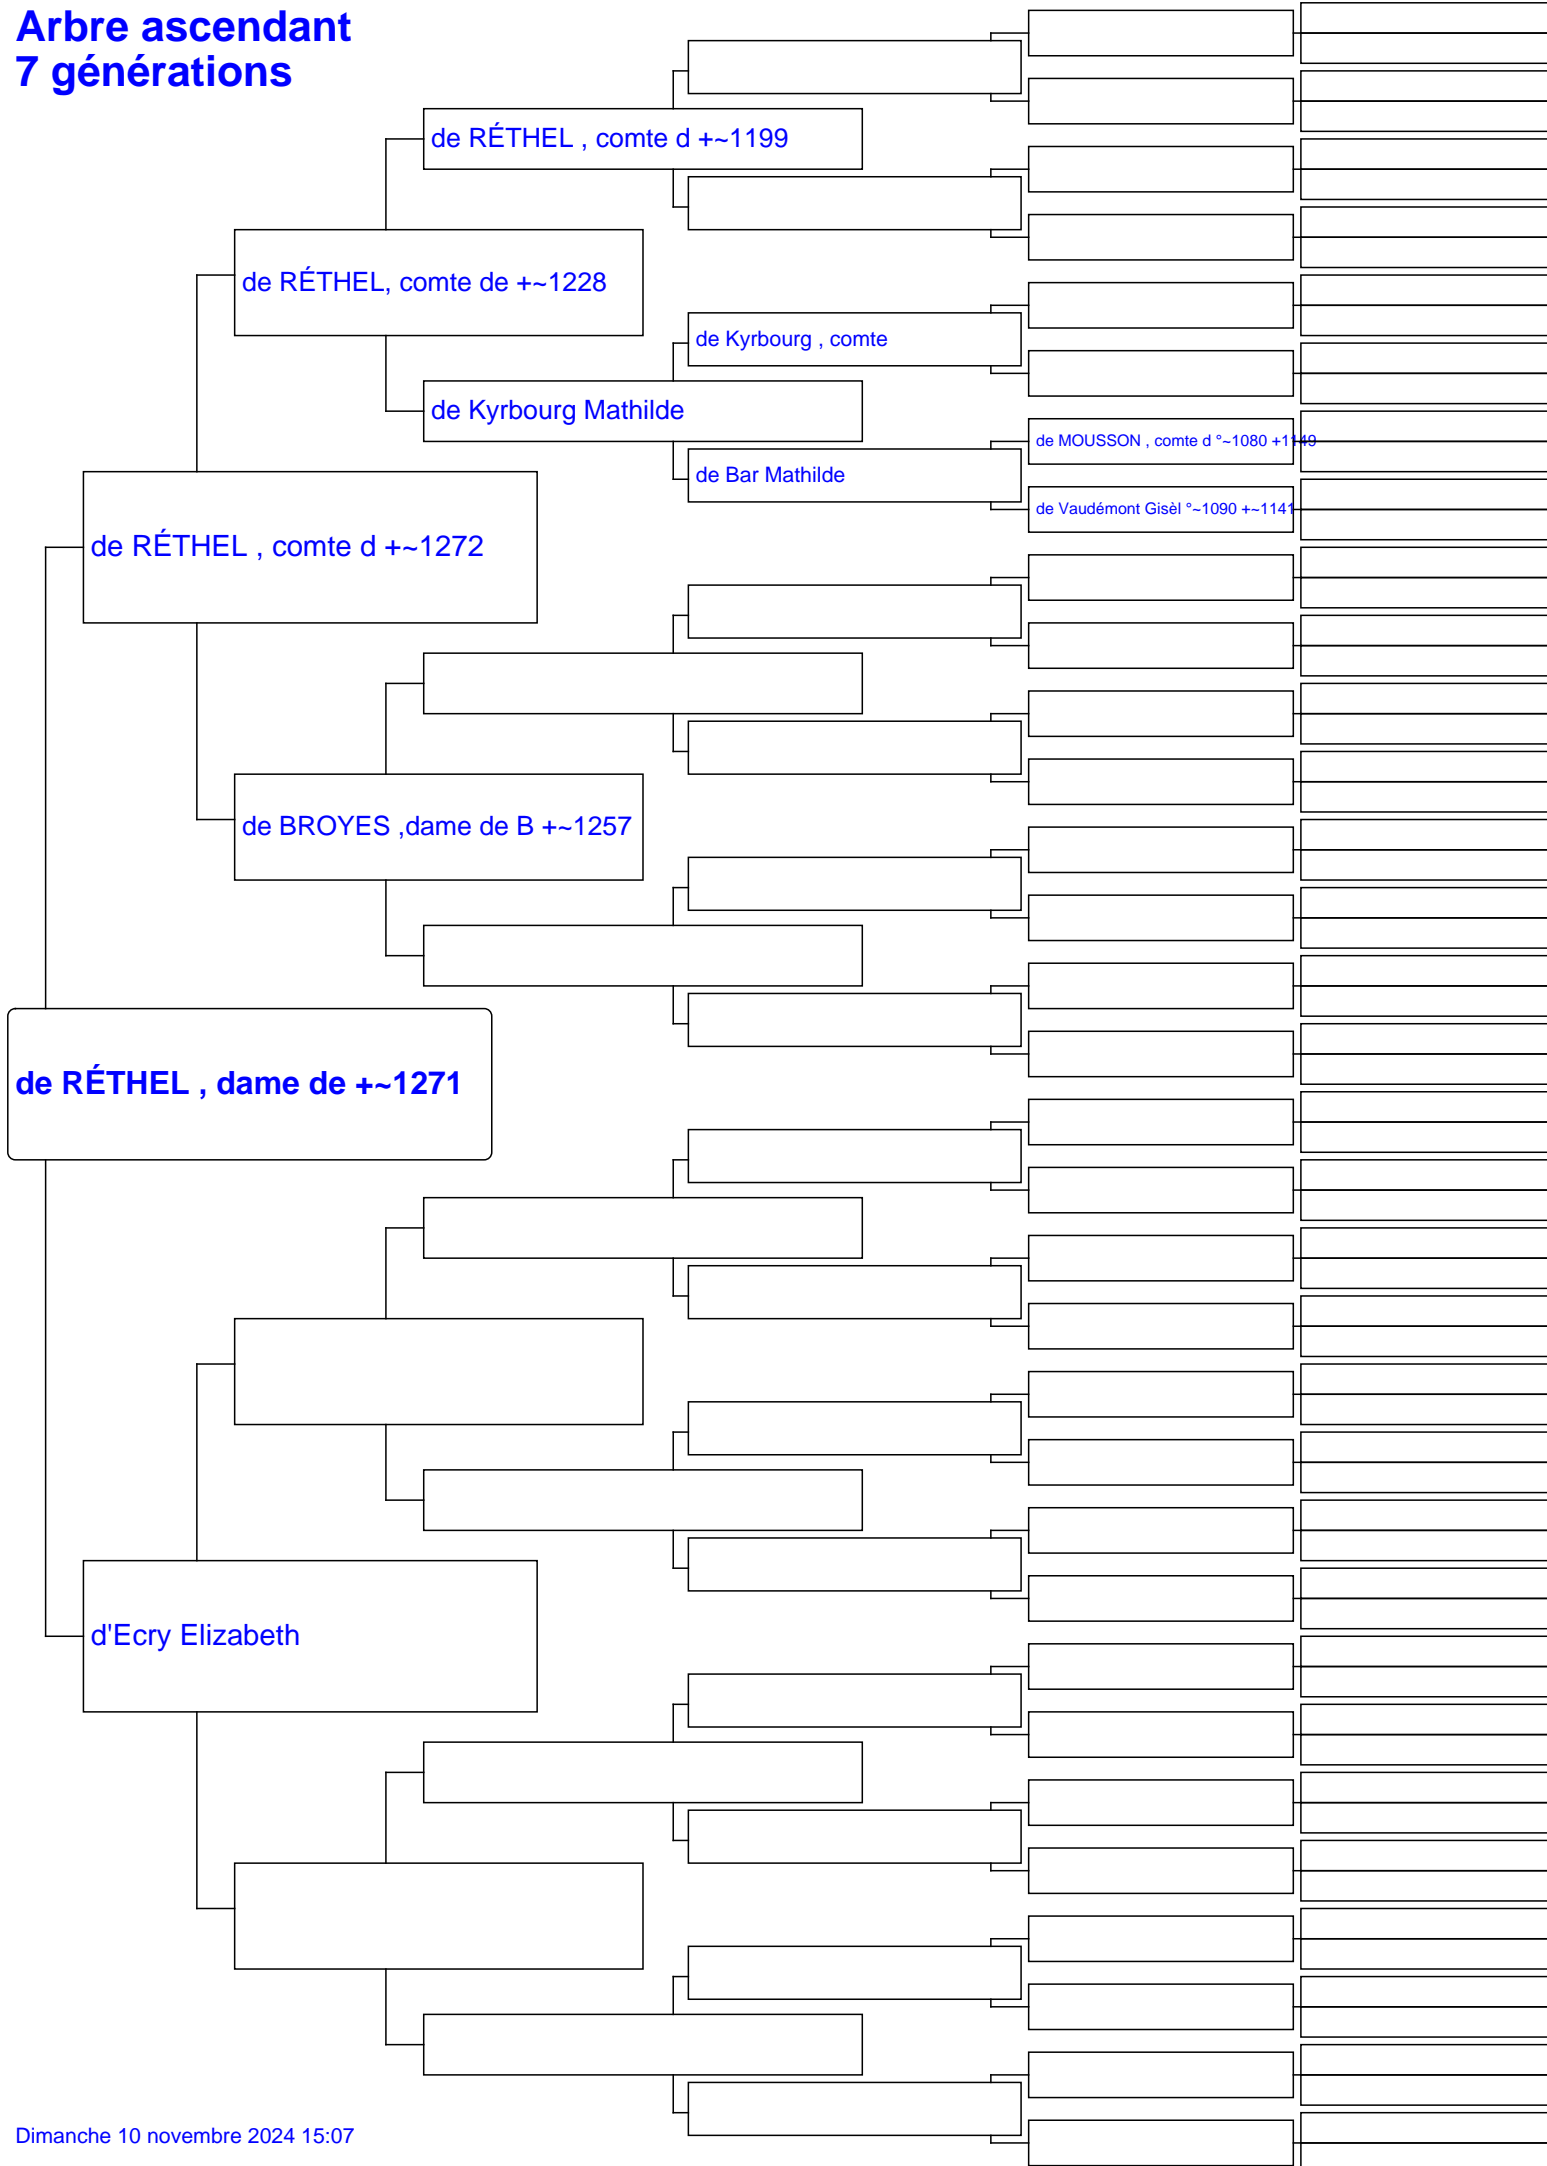 Arbre ascendant
7 générations
de RÉTHEL , comte d +~1199
de RÉTHEL, comte de +~1228
de Kyrbourg , comte
de Kyrbourg Mathilde
de MOUSSON , comte d °~1080 +1149
de Bar Mathilde
de Vaudémont Gisèl °~1090 +~1141
de RÉTHEL , comte d +~1272
de BROYES ,dame de B +~1257
de RÉTHEL , dame de +~1271
d'Ecry Elizabeth
Dimanche 10 novembre 2024 15:07